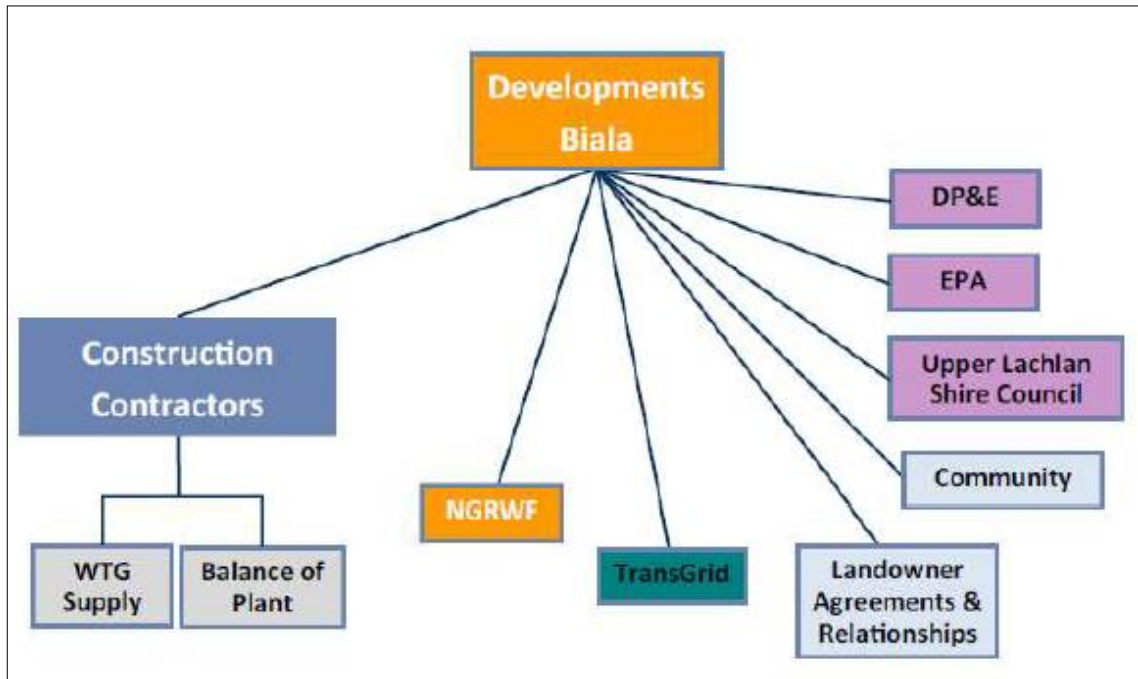 Developments
Biala
DP&E
EPA
Upper Lachlan
Shire Council
Construction
Contractors
Community
NGRWF
TransGrid
WTG
Supply
Balance of
Plant
Landowner
Agreements &
Relationships